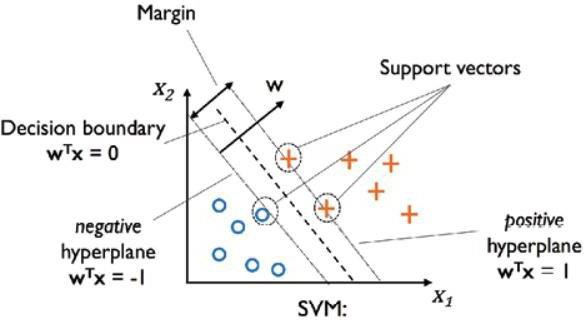 Margin
Support vectors
w
x₂
Decision boundary
wᵀx = 0
negative
hyperplane
wᵀx = -1
positive
hyperplane
wᵀx = 1
x₁
SVM: